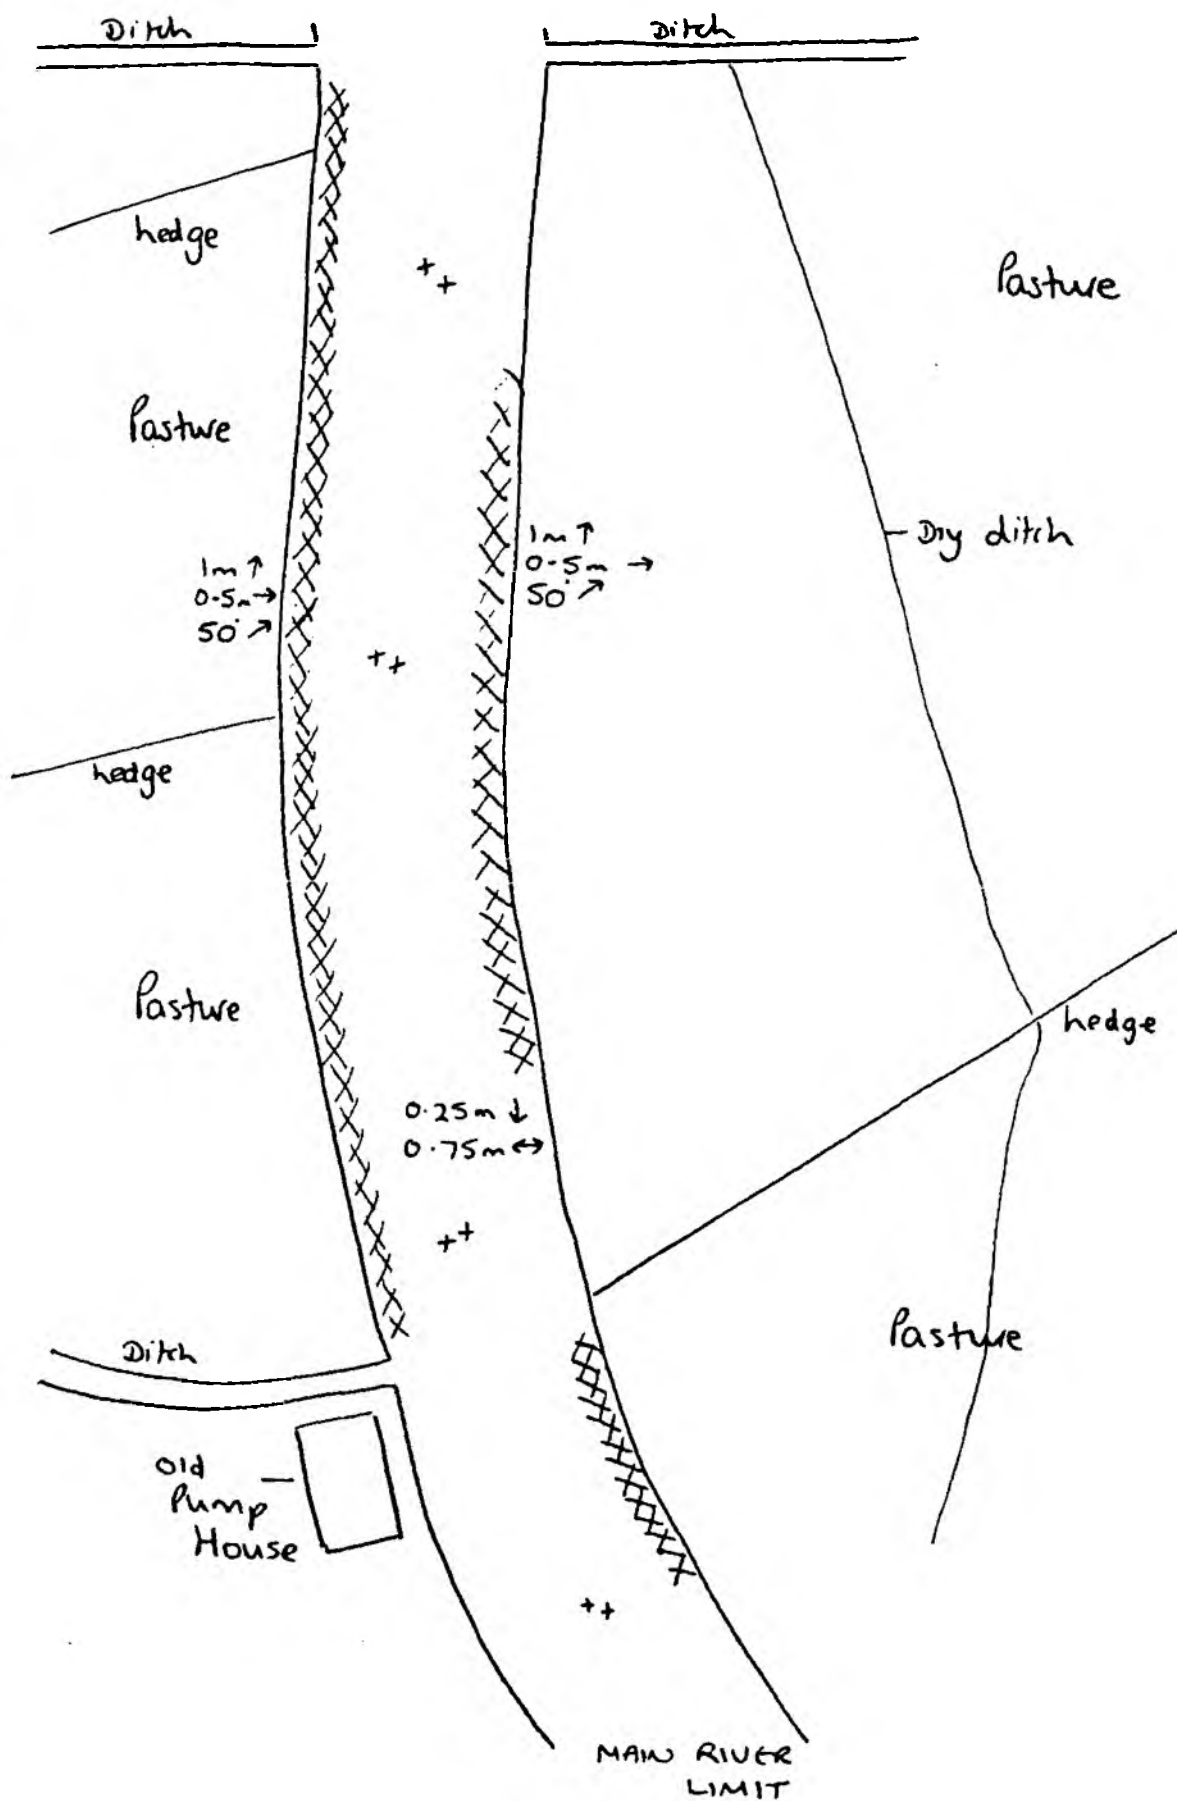 Ditch
Ditch
hedge
Pasture
Pasture
1m ↑
0.5m →
50° ↗
1m ↑
0.5m →
50° ↗
Dry ditch
hedge
Pasture
hedge
0.25m ↓
0.75m ↔
Pasture
Ditch
Old
Pump
House
MAIN RIVER
LIMIT